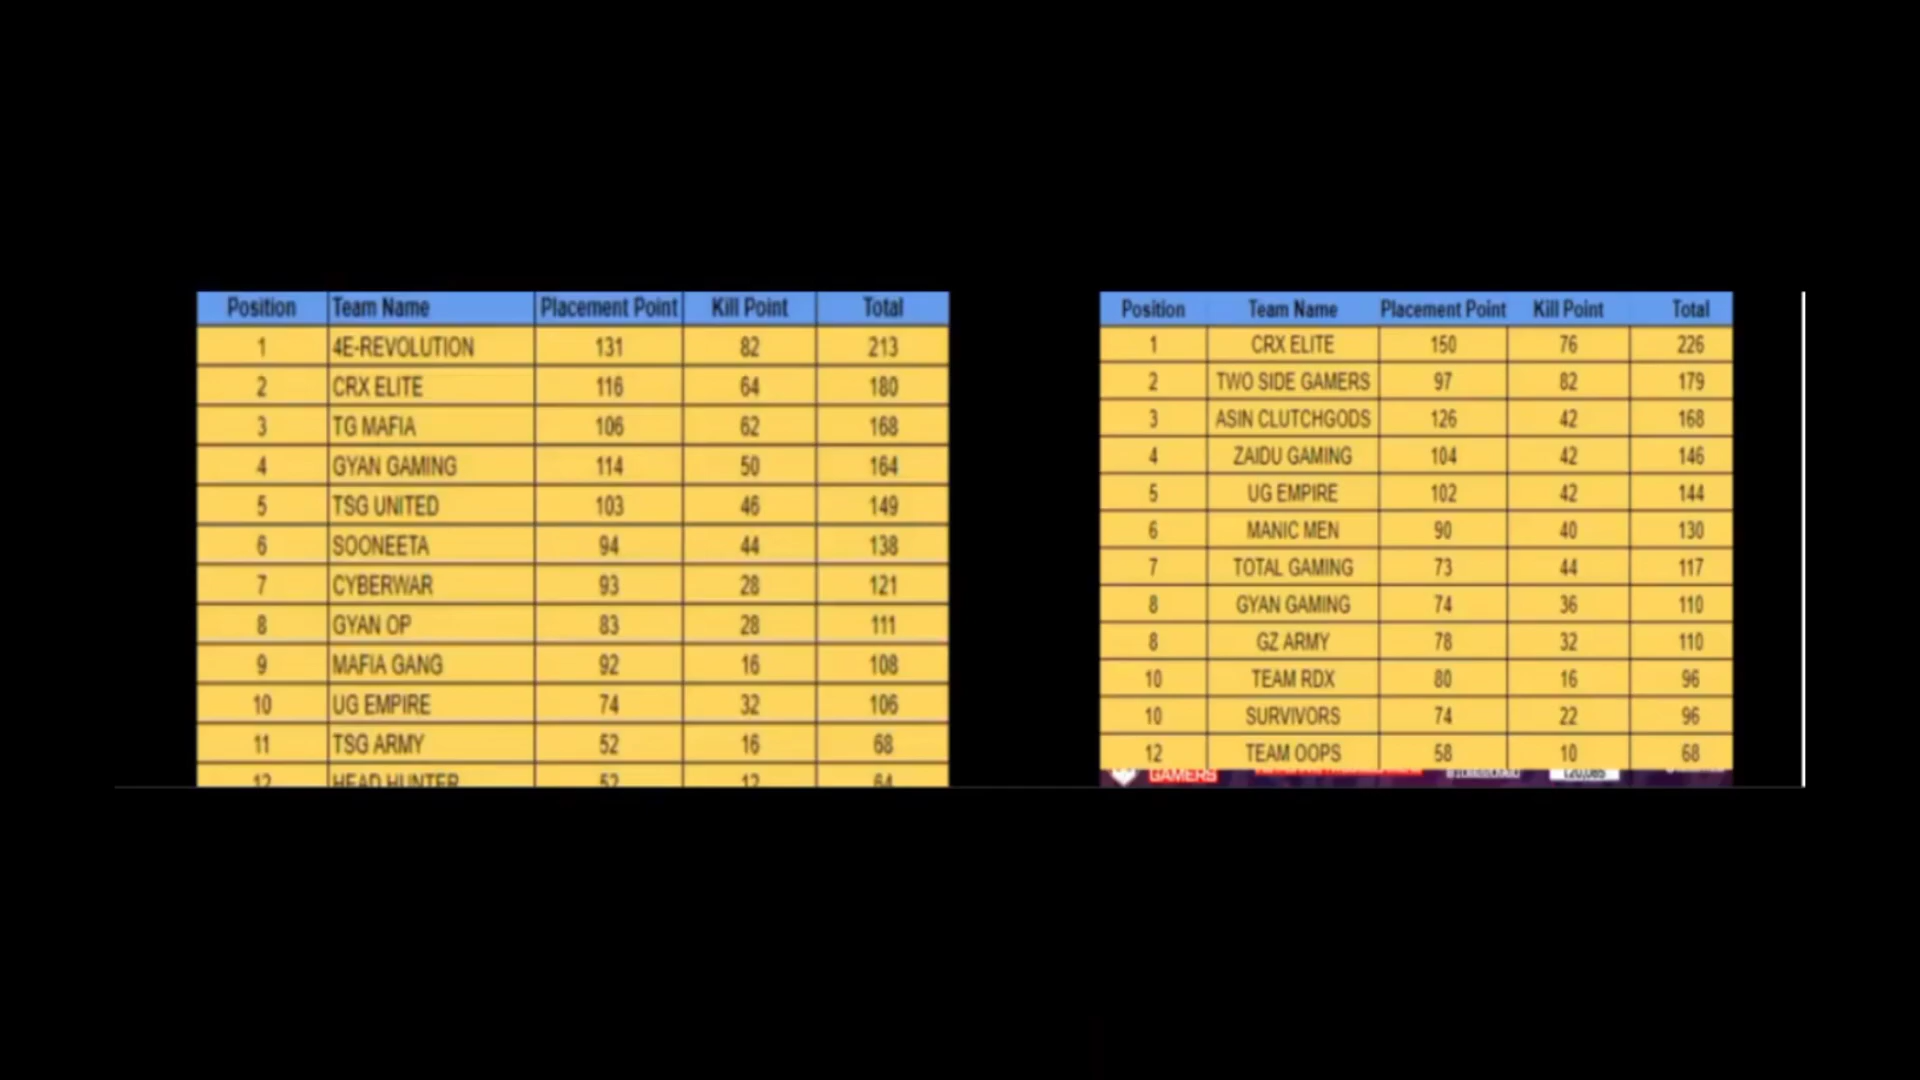 Position Team Name Placement Point Kill Point Total
1 4E-REVOLUTION 131 82 213
2 CRX ELITE 116 64 180
3 TG MAFIA 106 62 168
4 GYAN GAMING 114 50 164
5 TSG UNITED 103 46 149
6 SOONEETA 94 44 138
7 CYBERWAR 93 28 121
8 GYAN OP 83 28 111
9 MAFIA GANG 92 16 108
10 UG EMPIRE 74 32 106
11 TSG ARMY 52 16 68
12 HEAD HUNTER 52 12 64
Position Team Name Placement Point Kill Point Total
1 CRX ELITE 150 76 226
2 TWO SIDE GAMERS 97 82 179
3 ASIN CLUTCHGODS 126 42 168
4 ZAIDU GAMING 104 42 146
5 UG EMPIRE 102 42 144
6 MANIC MEN 90 40 130
7 TOTAL GAMING 73 44 117
8 GYAN GAMING 74 36 110
8 GZ ARMY 78 32 110
10 TEAM RDX 80 16 96
10 SURVIVORS 74 22 96
12 TEAM OOPS 58 10 68
GAMERS